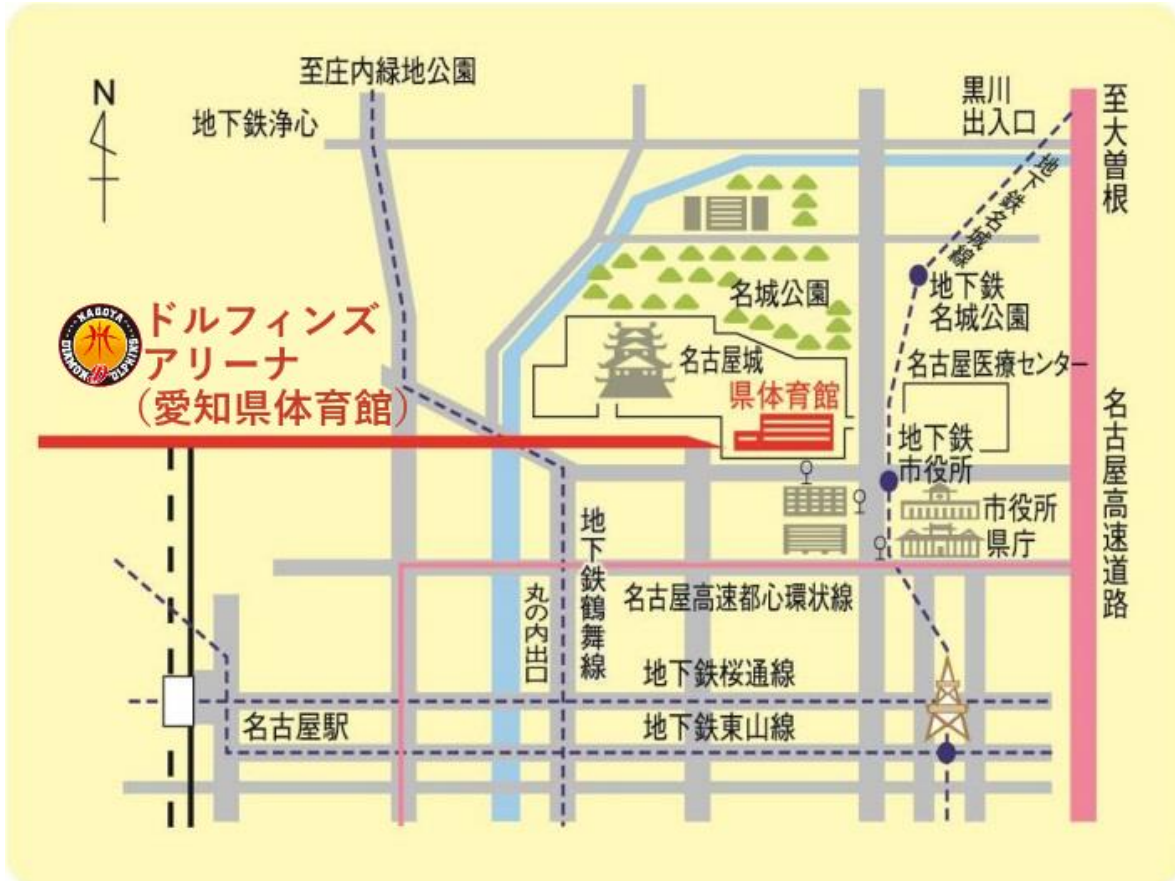 N
至庄内緑地公園
地下鉄浄心
黒川
出入口
至大曽根
地下鉄名城線
地下鉄
名城公園
名城公園
NAGOYA
DIAMOND DOLPHINS
ドルフィンズ
アリーナ
(愛知県体育館)
名古屋城
名古屋医療センター
県体育館
地下鉄
市役所
名古屋高速道路
市役所
県庁
地下鉄鶴舞線
丸の内出口
名古屋高速都心環状線
地下鉄桜通線
名古屋駅
地下鉄東山線